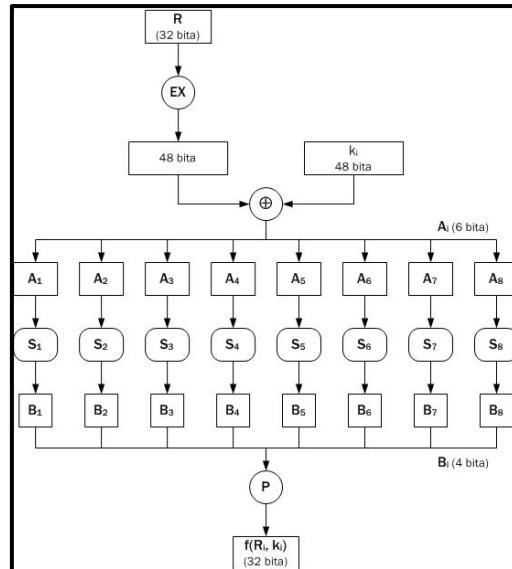 R
(32 bita)
EX
48 bita
kᵢ
48 bita
⊕
Aᵢ (6 bita)
A₁ A₂ A₃ A₄ A₅ A₆ A₇ A₈
S₁ S₂ S₃ S₄ S₅ S₆ S₇ S₈
B₁ B₂ B₃ B₄ B₅ B₆ B₇ B₈
Bᵢ (4 bita)
P
f(Rᵢ, kᵢ)
(32 bita)